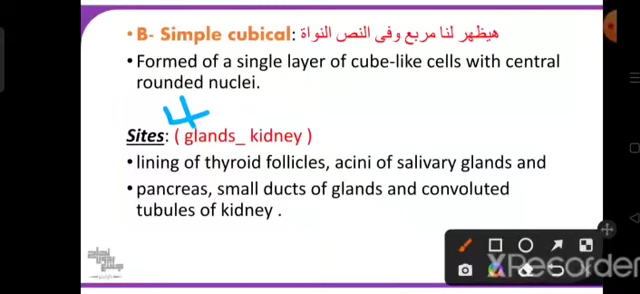 • B- Simple cubical: هيظهر لنا مربع وفى النص النواة
• Formed of a single layer of cube-like cells with central
rounded nuclei.
4
Sites: ( glands_ kidney )
• lining of thyroid follicles, acini of salivary glands and
• pancreas, small ducts of glands and convoluted
tubules of kidney .
XRecorder